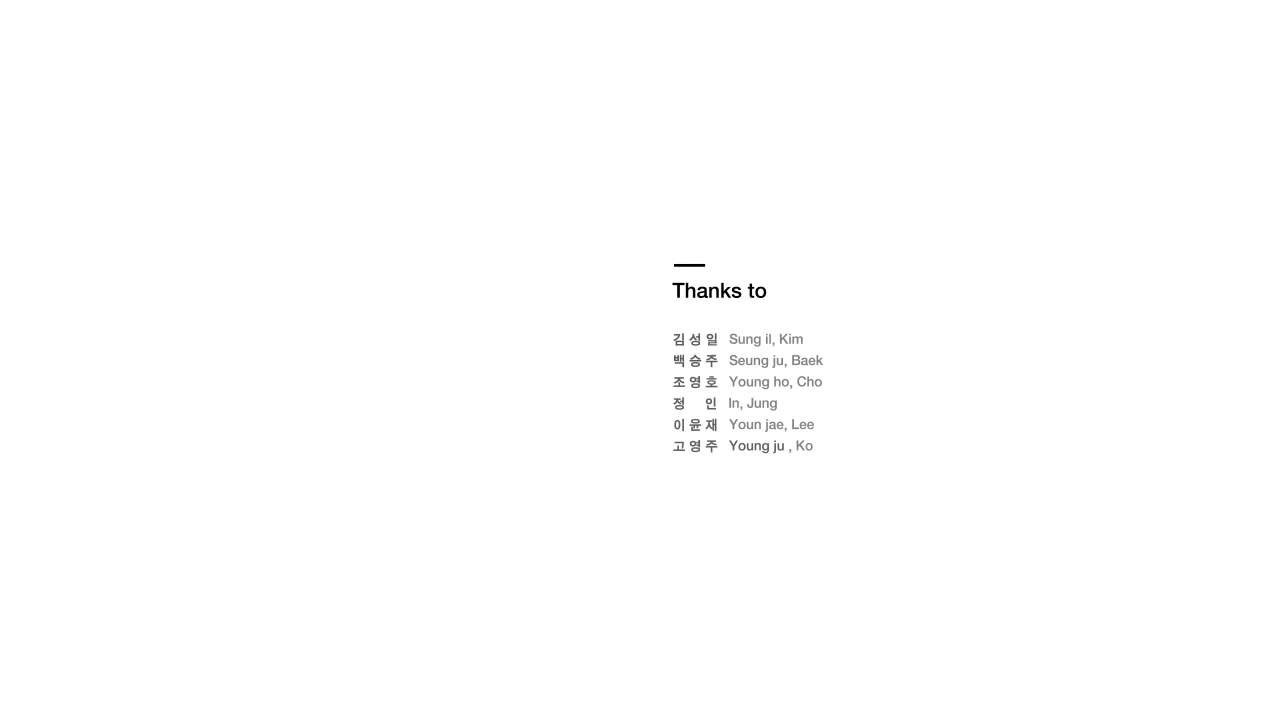 Thanks to
김 성 일 Sung il, Kim
백 승 주 Seung ju, Baek
조 영 호 Young ho, Cho
정 인 In, Jung
이 윤 재 Youn jae, Lee
고 영 주 Young ju , Ko